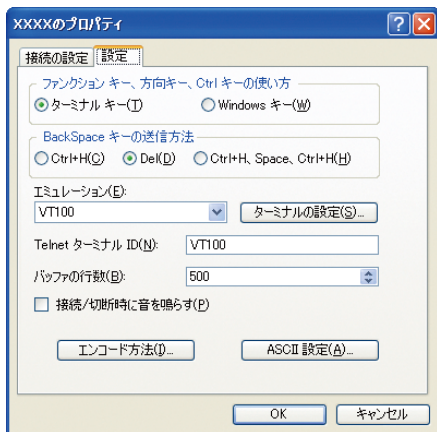 XXXXのプロパティ
接続の設定 設定
ファンクション キー、方向キー、Ctrl キーの使い方
ターミナル キー(T) Windows キー(W)
BackSpace キーの送信方法
Ctrl+H(C) Del(D) Ctrl+H、Space、Ctrl+H(H)
エミュレーション(E):
VT100 ターミナルの設定(S)...
Telnet ターミナル ID(N): VT100
バッファの行数(B): 500
接続/切断時に音を鳴らす(P)
エンコード方法(I)... ASCII 設定(A)...
OK キャンセル